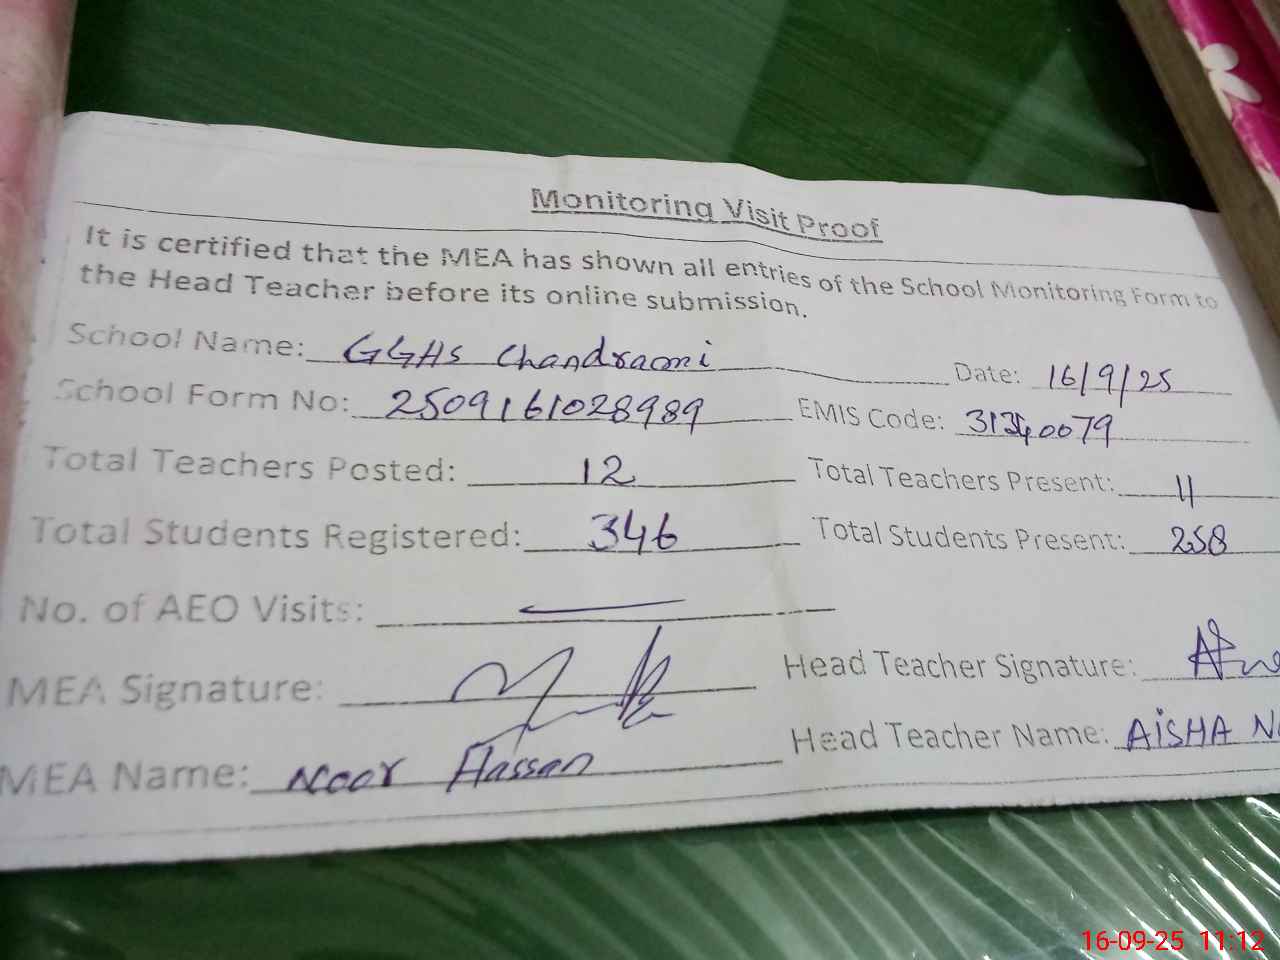 Monitoring Visit Proof
It is certified that the MEA has shown all entries of the School Monitoring Form to
the Head Teacher before its online submission.
School Name: GGHS Chandrami Date: 16/9/25
School Form No: 2509161028989 EMIS Code: 31340079
Total Teachers Posted: 12 Total Teachers Present: 11
Total Students Registered: 346 Total Students Present: 258
No. of AEO Visits: —
MEA Signature: Head Teacher Signature:
MEA Name: Noor Hassan Head Teacher Name: AISHA
16-09-25 11:12